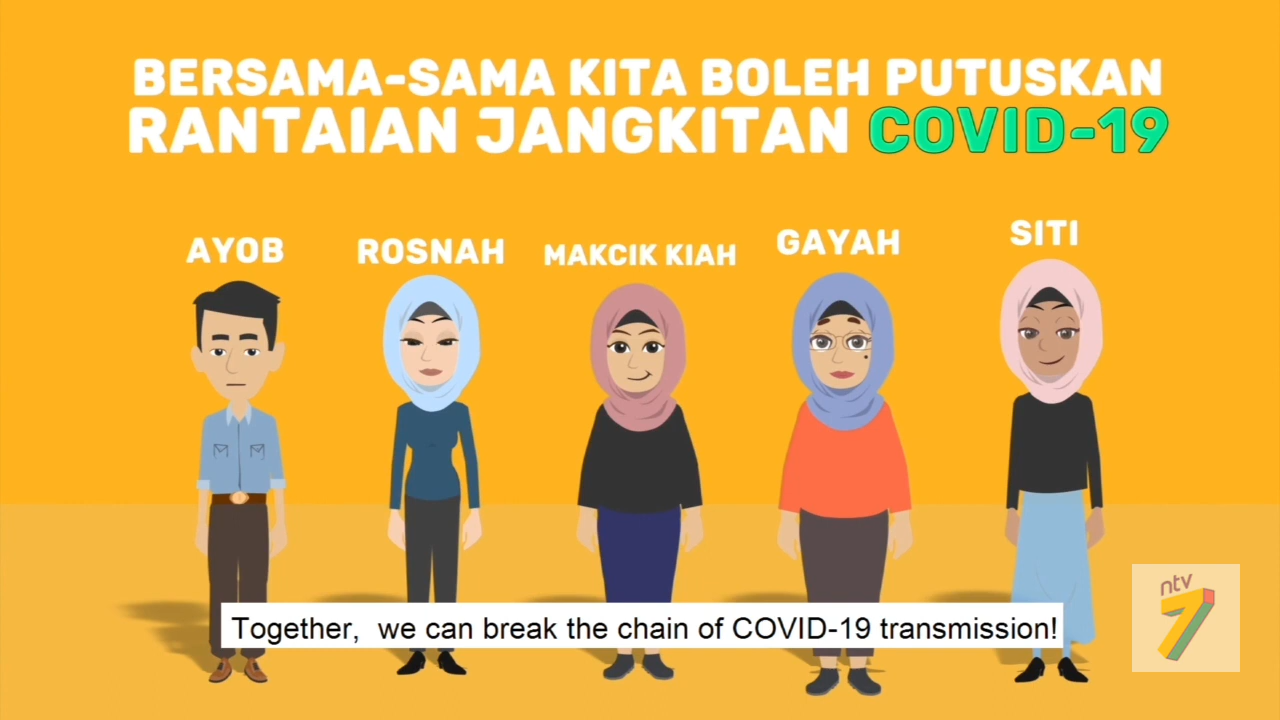 BERSAMA-SAMA KITA BOLEH PUTUSKAN
RANTAIAN JANGKITAN COVID-19
AYOB
ROSNAH
MAKCIK KIAH
GAYAH
SITI
ntv
7
Together, we can break the chain of COVID-19 transmission!